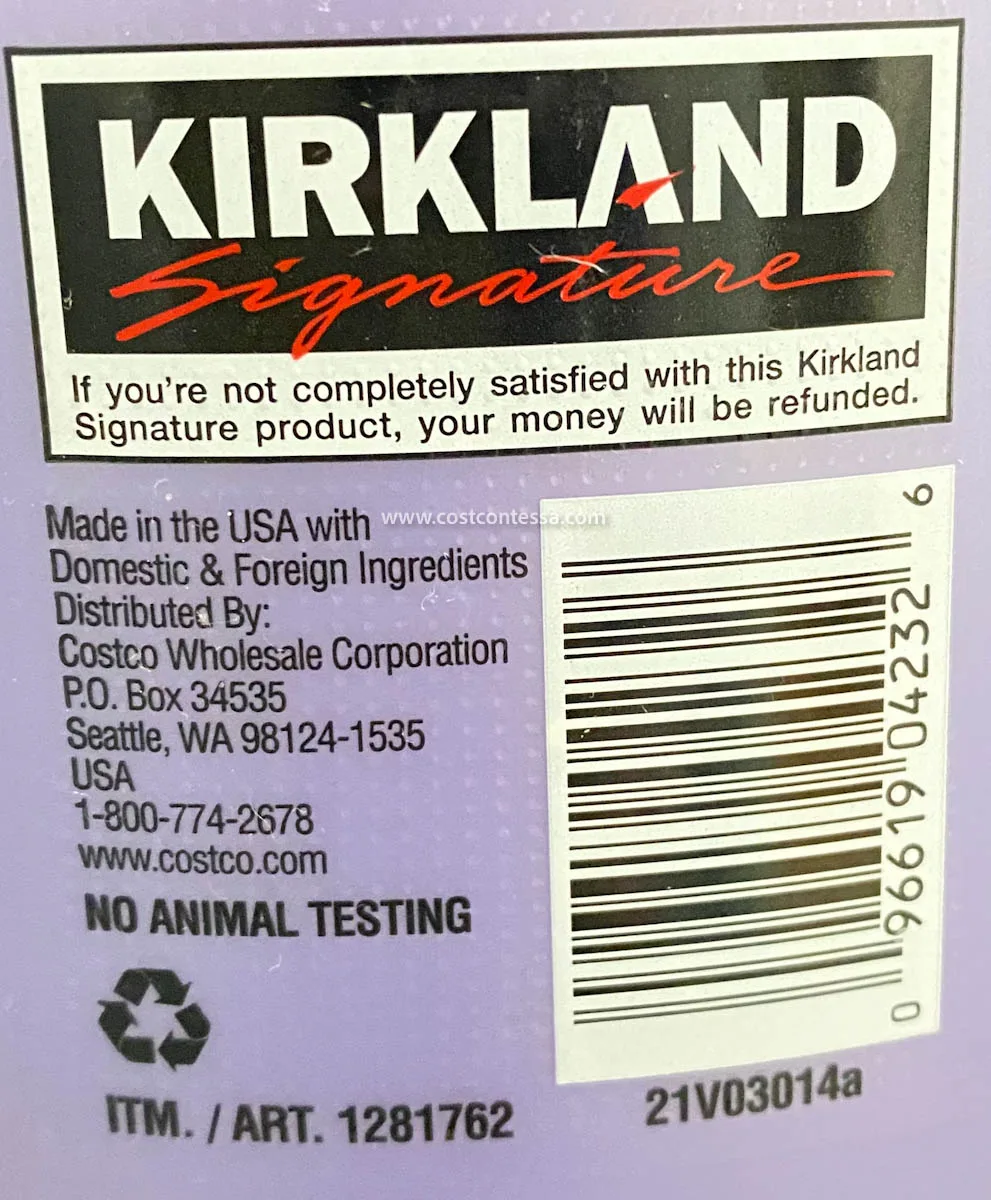 KIRKLAND
Signature
If you're not completely satisfied with this Kirkland
Signature product, your money will be refunded.
Made in the USA with
Domestic & Foreign Ingredients
Distributed By:
Costco Wholesale Corporation
P.O. Box 34535
Seattle, WA 98124-1535
USA
1-800-774-2678
www.costco.com
NO ANIMAL TESTING
ITM. / ART. 1281762
www.costcontessa.com
0 96619 04232 6
21V03014a